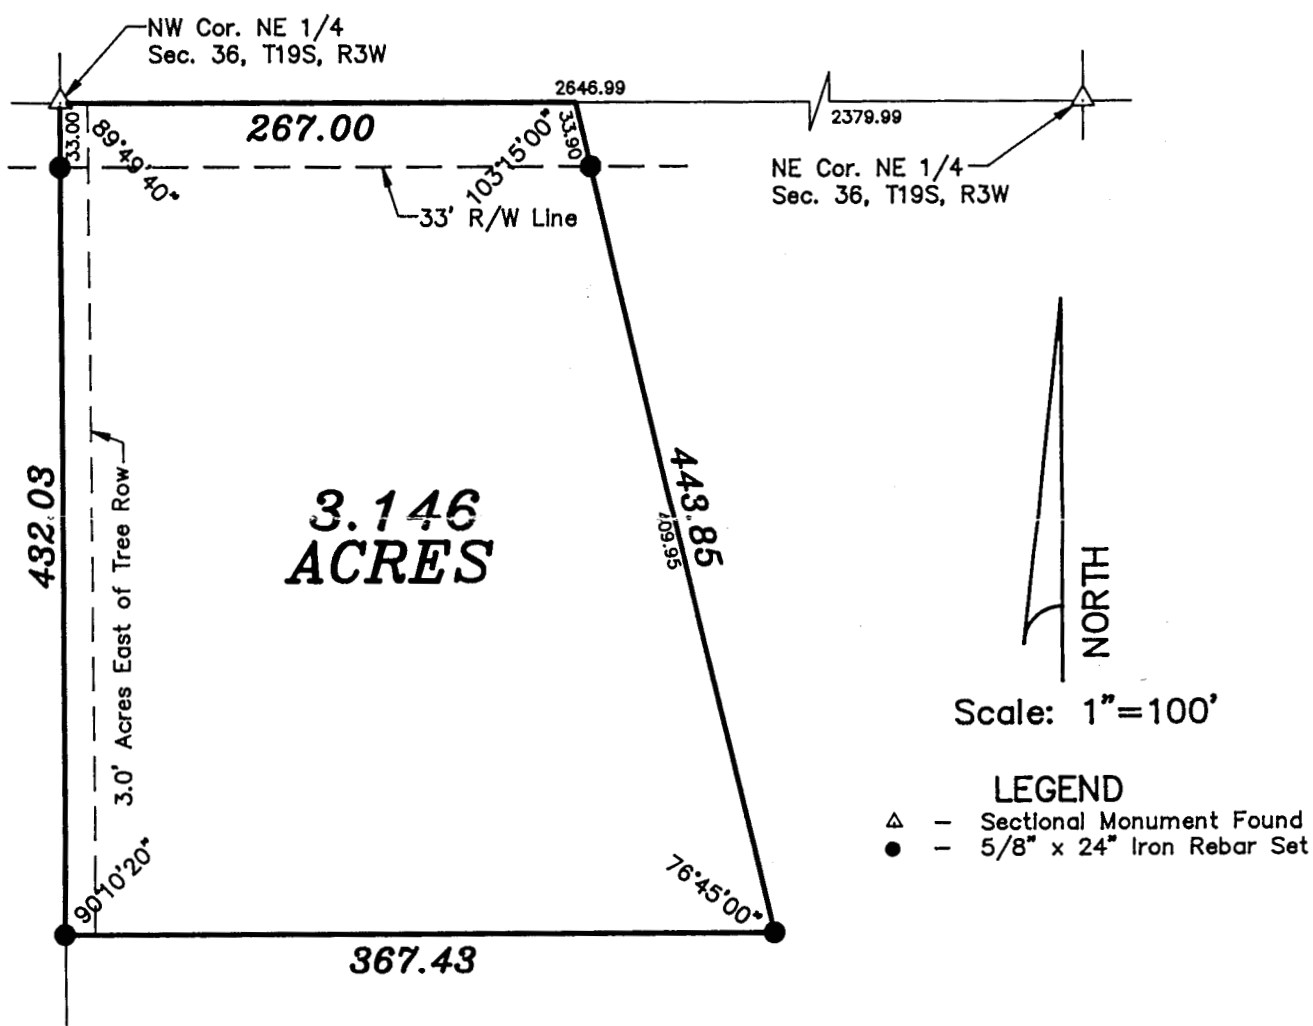 NW Cor. NE 1/4
Sec. 36, T19S, R3W
2646.99
2379.99
267.00
33.00
89°49'40"
103°15'00"
33.90
33' R/W Line
NE Cor. NE 1/4
Sec. 36, T19S, R3W
432.03
3.0' Acres East of Tree Row
3.146
ACRES
443.85
NORTH
Scale: 1"=100'
LEGEND
△ – Sectional Monument Found
● – 5/8" x 24" Iron Rebar Set
90°10'20"
76°45'00"
367.43